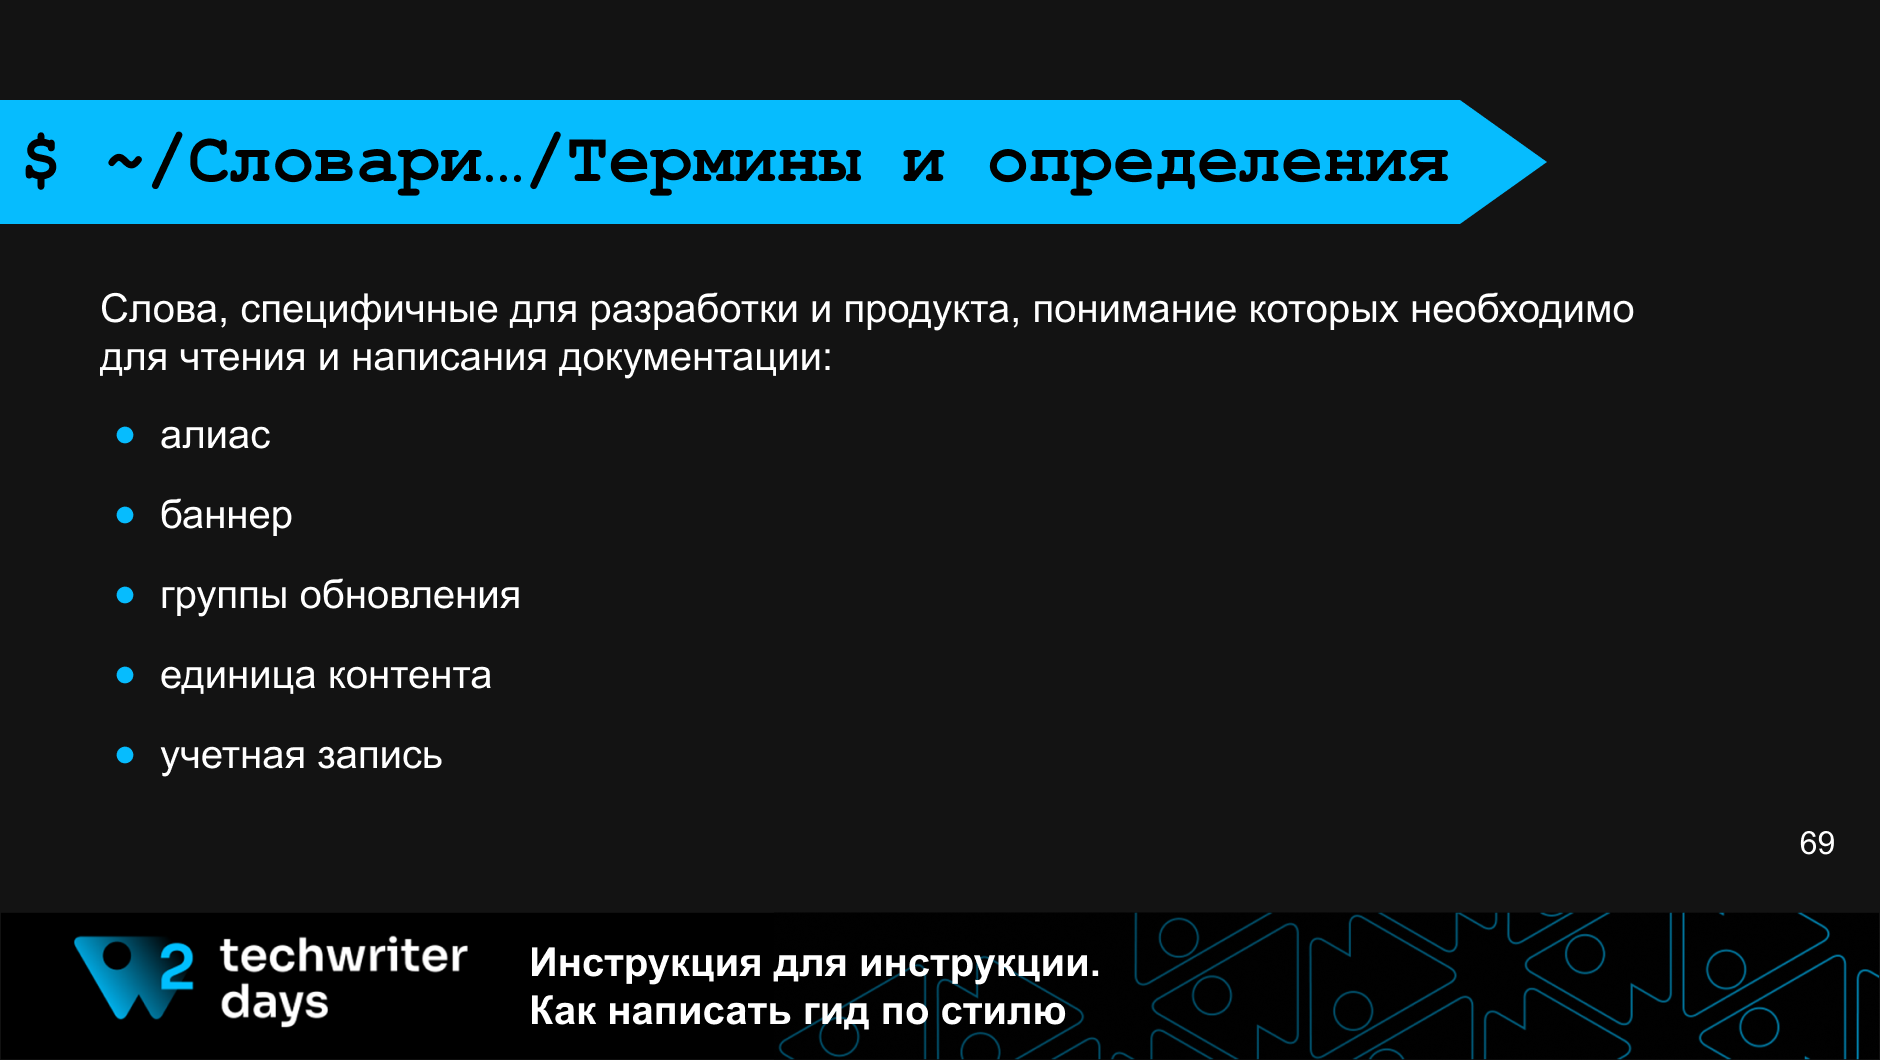 $ ~/Словари…/Термины и определения
Слова, специфичные для разработки и продукта, понимание которых необходимо
для чтения и написания документации:
● алиас
● баннер
● группы обновления
● единица контента
● учетная запись
69
2 techwriter
days
Инструкция для инструкции.
Как написать гид по стилю